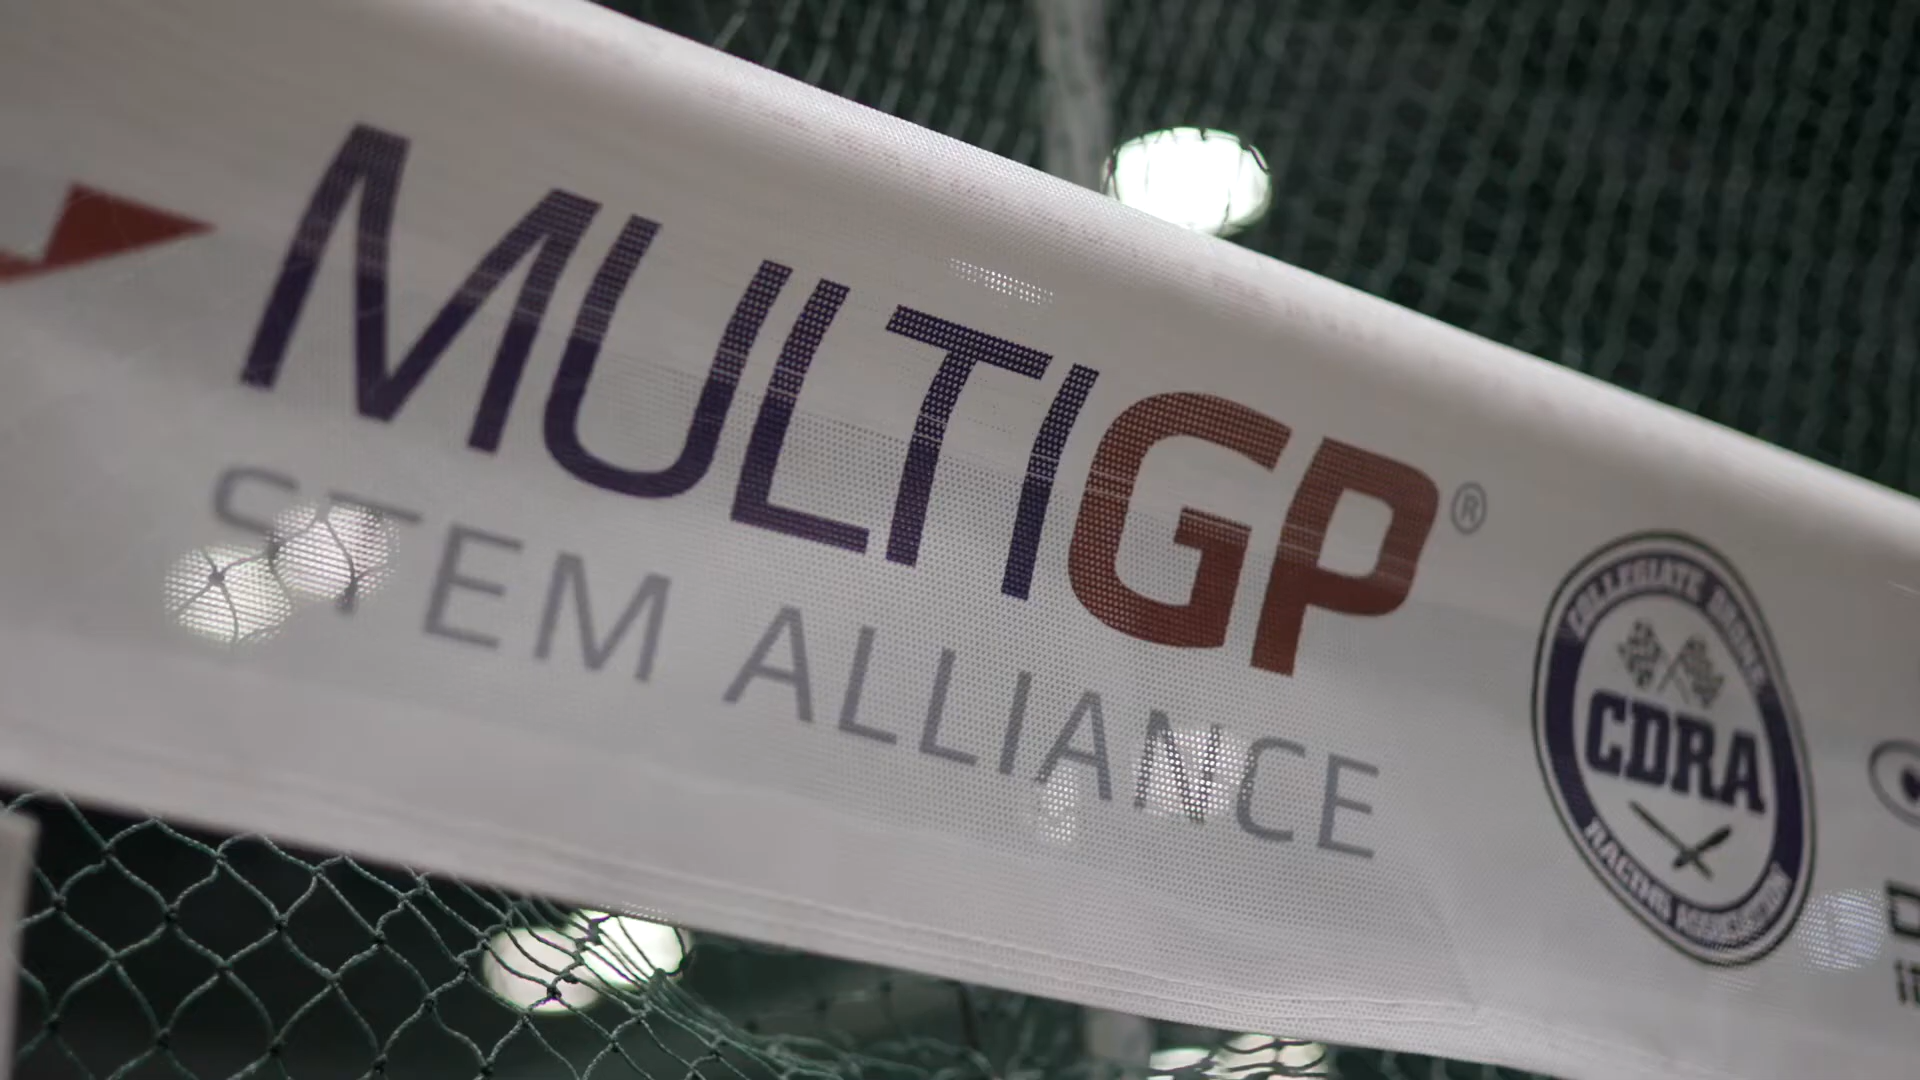 MULTIGP®
STEM ALLIANCE
COLLEGIATE DRONE
CDRA
RACING ASSOCIATION